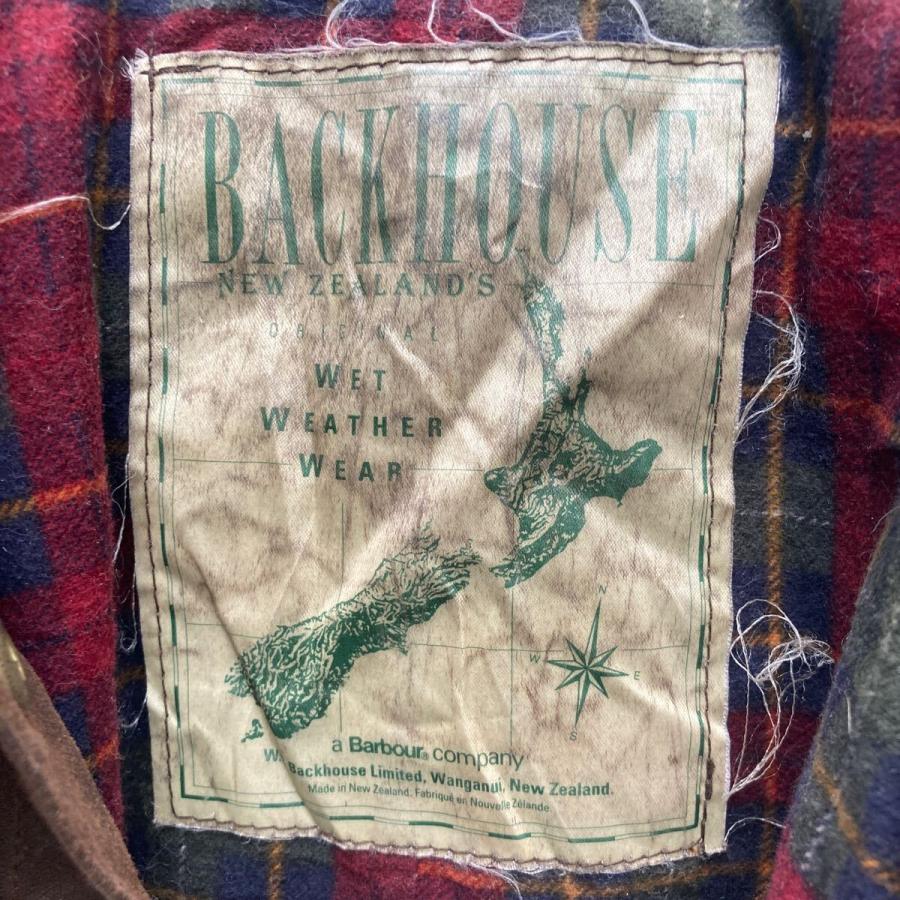 BACKHOUSE
NEW ZEALAND'S
ORIGINAL
WET
WEATHER
WEAR
N
W
E
S
a Barbour® company
W. Backhouse Limited, Wanganui, New Zealand.
Made in New Zealand. Fabriqué en Nouvelle Zélande.